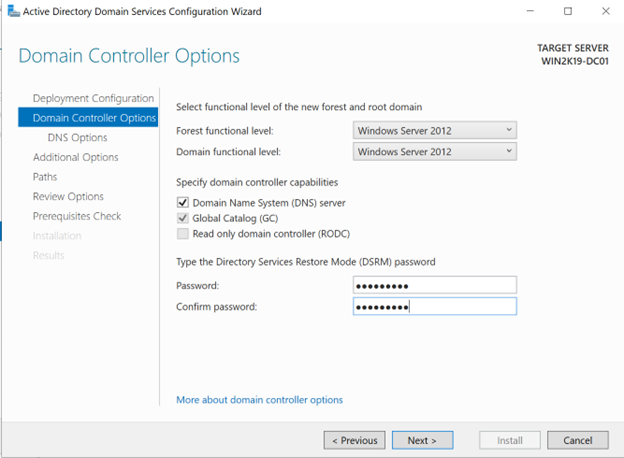 Active Directory Domain Services Configuration Wizard
Domain Controller Options
TARGET SERVER
WIN2K19-DC01
Deployment Configuration
Domain Controller Options
DNS Options
Additional Options
Paths
Review Options
Prerequisites Check
Installation
Results
Select functional level of the new forest and root domain
Forest functional level: Windows Server 2012
Domain functional level: Windows Server 2012
Specify domain controller capabilities
Domain Name System (DNS) server
Global Catalog (GC)
Read only domain controller (RODC)
Type the Directory Services Restore Mode (DSRM) password
Password: •••••••••
Confirm password: •••••••••
More about domain controller options
< Previous Next > Install Cancel